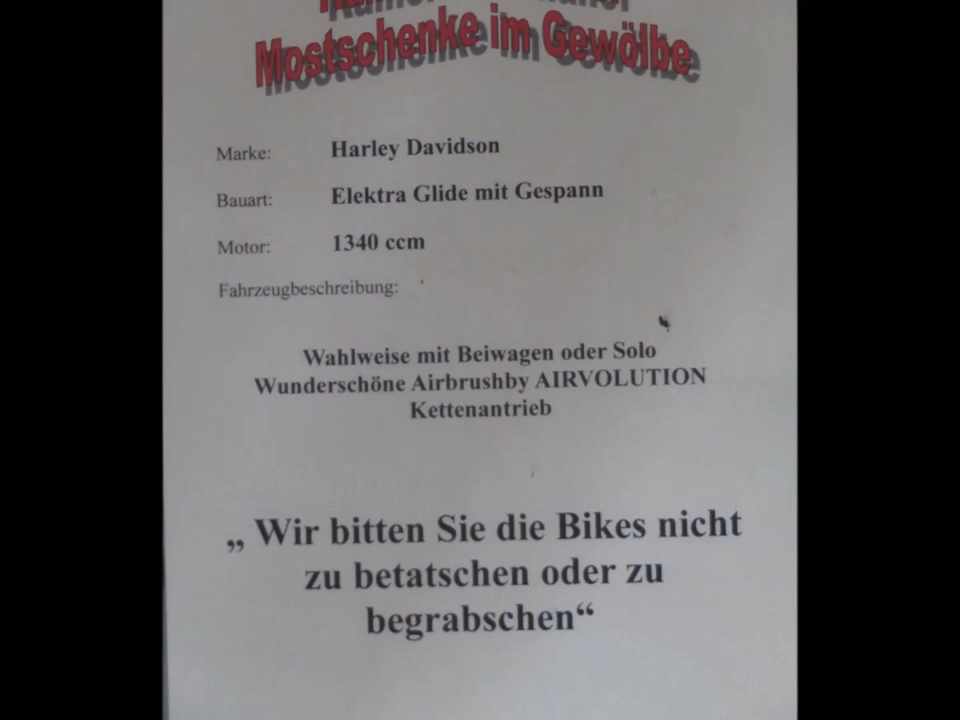 Mostschenke im Gewölbe
Marke: Harley Davidson
Bauart: Elektra Glide mit Gespann
Motor: 1340 ccm
Fahrzeugbeschreibung:
Wahlweise mit Beiwagen oder Solo
Wunderschöne Airbrushby AIRVOLUTION
Kettenantrieb
„ Wir bitten Sie die Bikes nicht
zu betatschen oder zu
begrabschen“